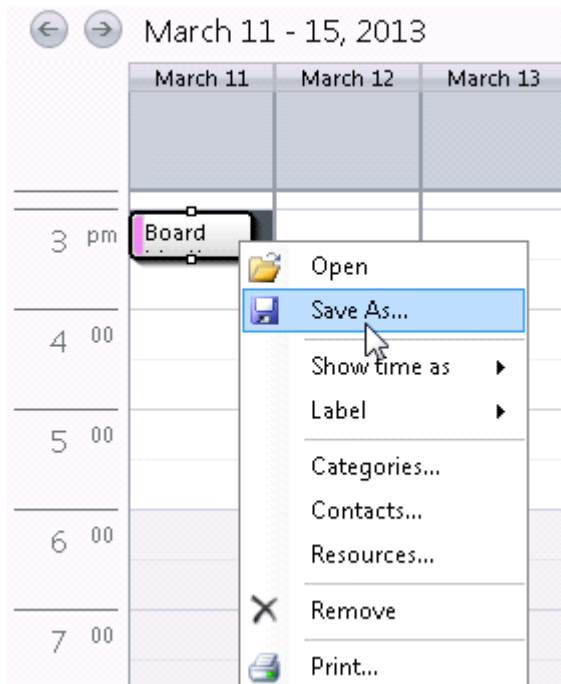 March 11 - 15, 2013
March 11 March 12 March 13
3 pm
Board
Open
Save As...
4 00
Show time as
Label
5 00
Categories...
Contacts...
6 00
Resources...
Remove
7 00
Print...